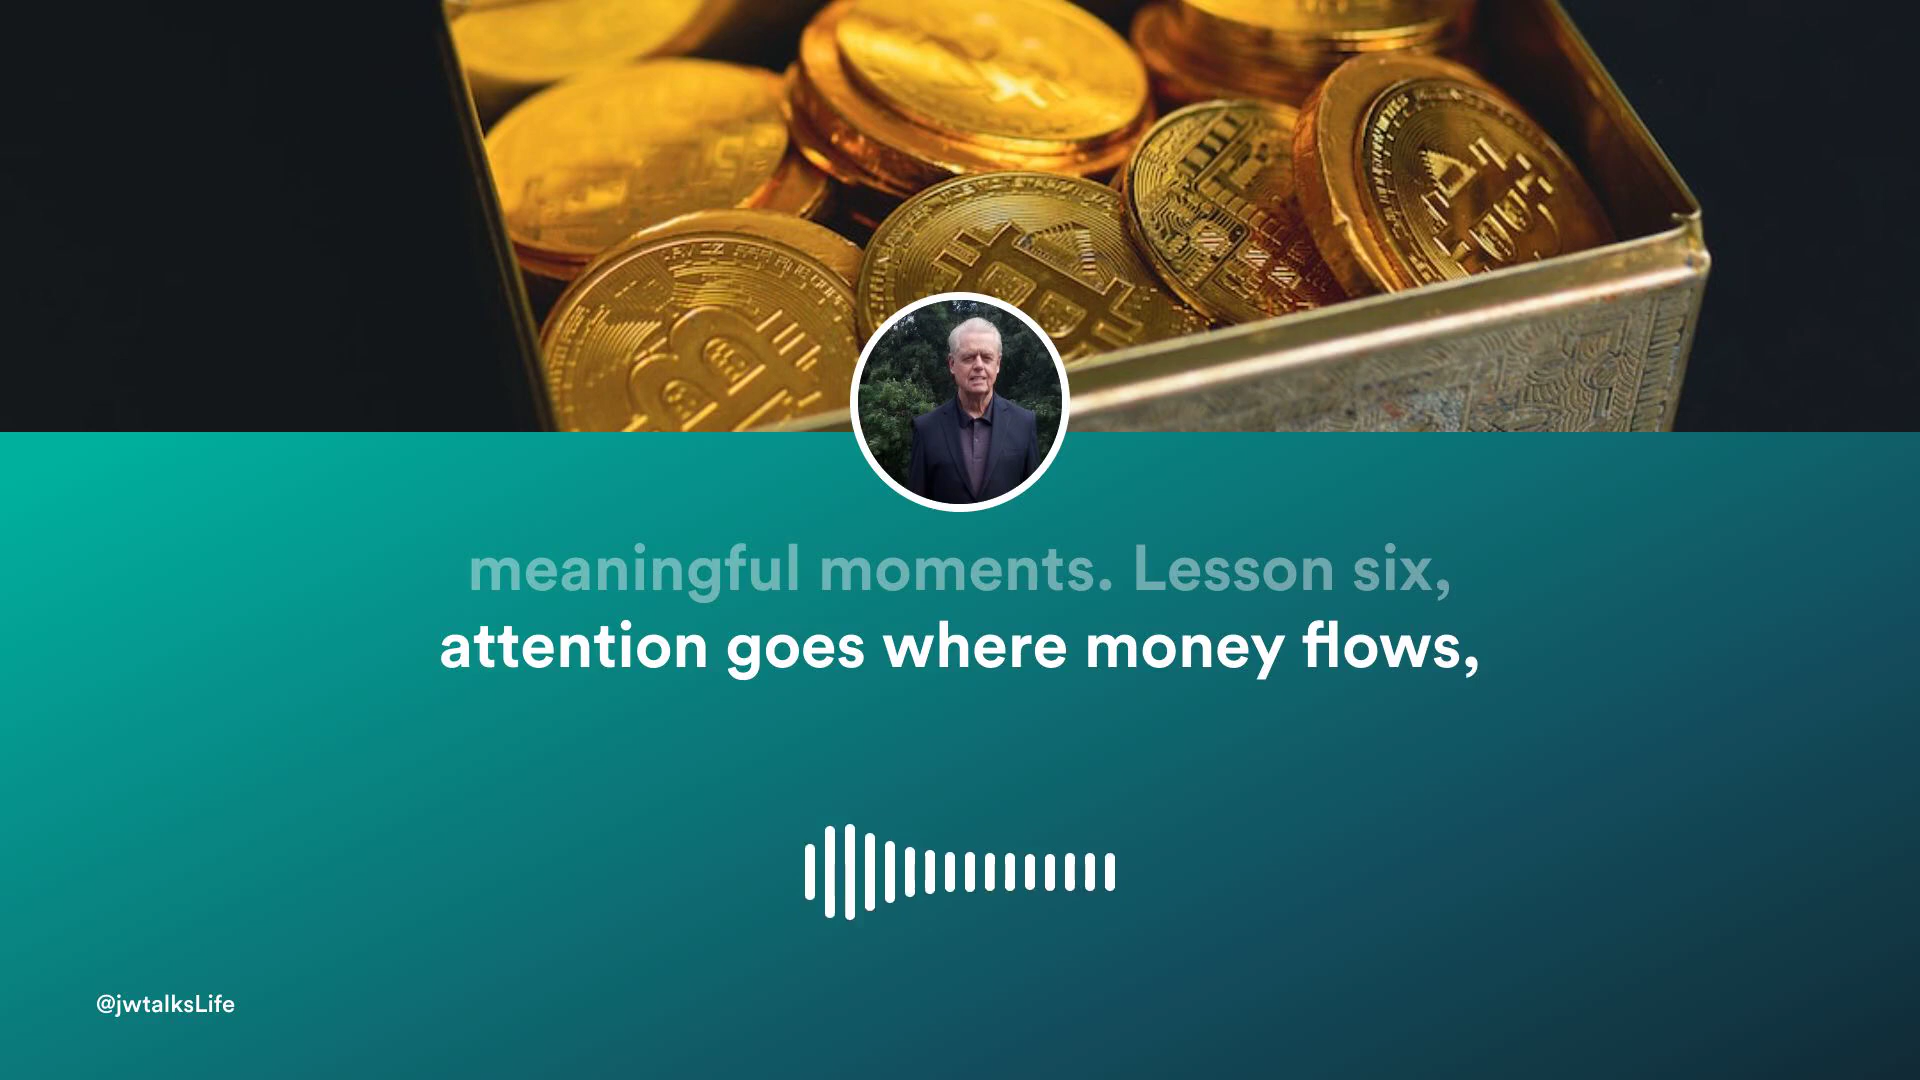 meaningful moments. Lesson six,
attention goes where money flows,
@jwtalksLife